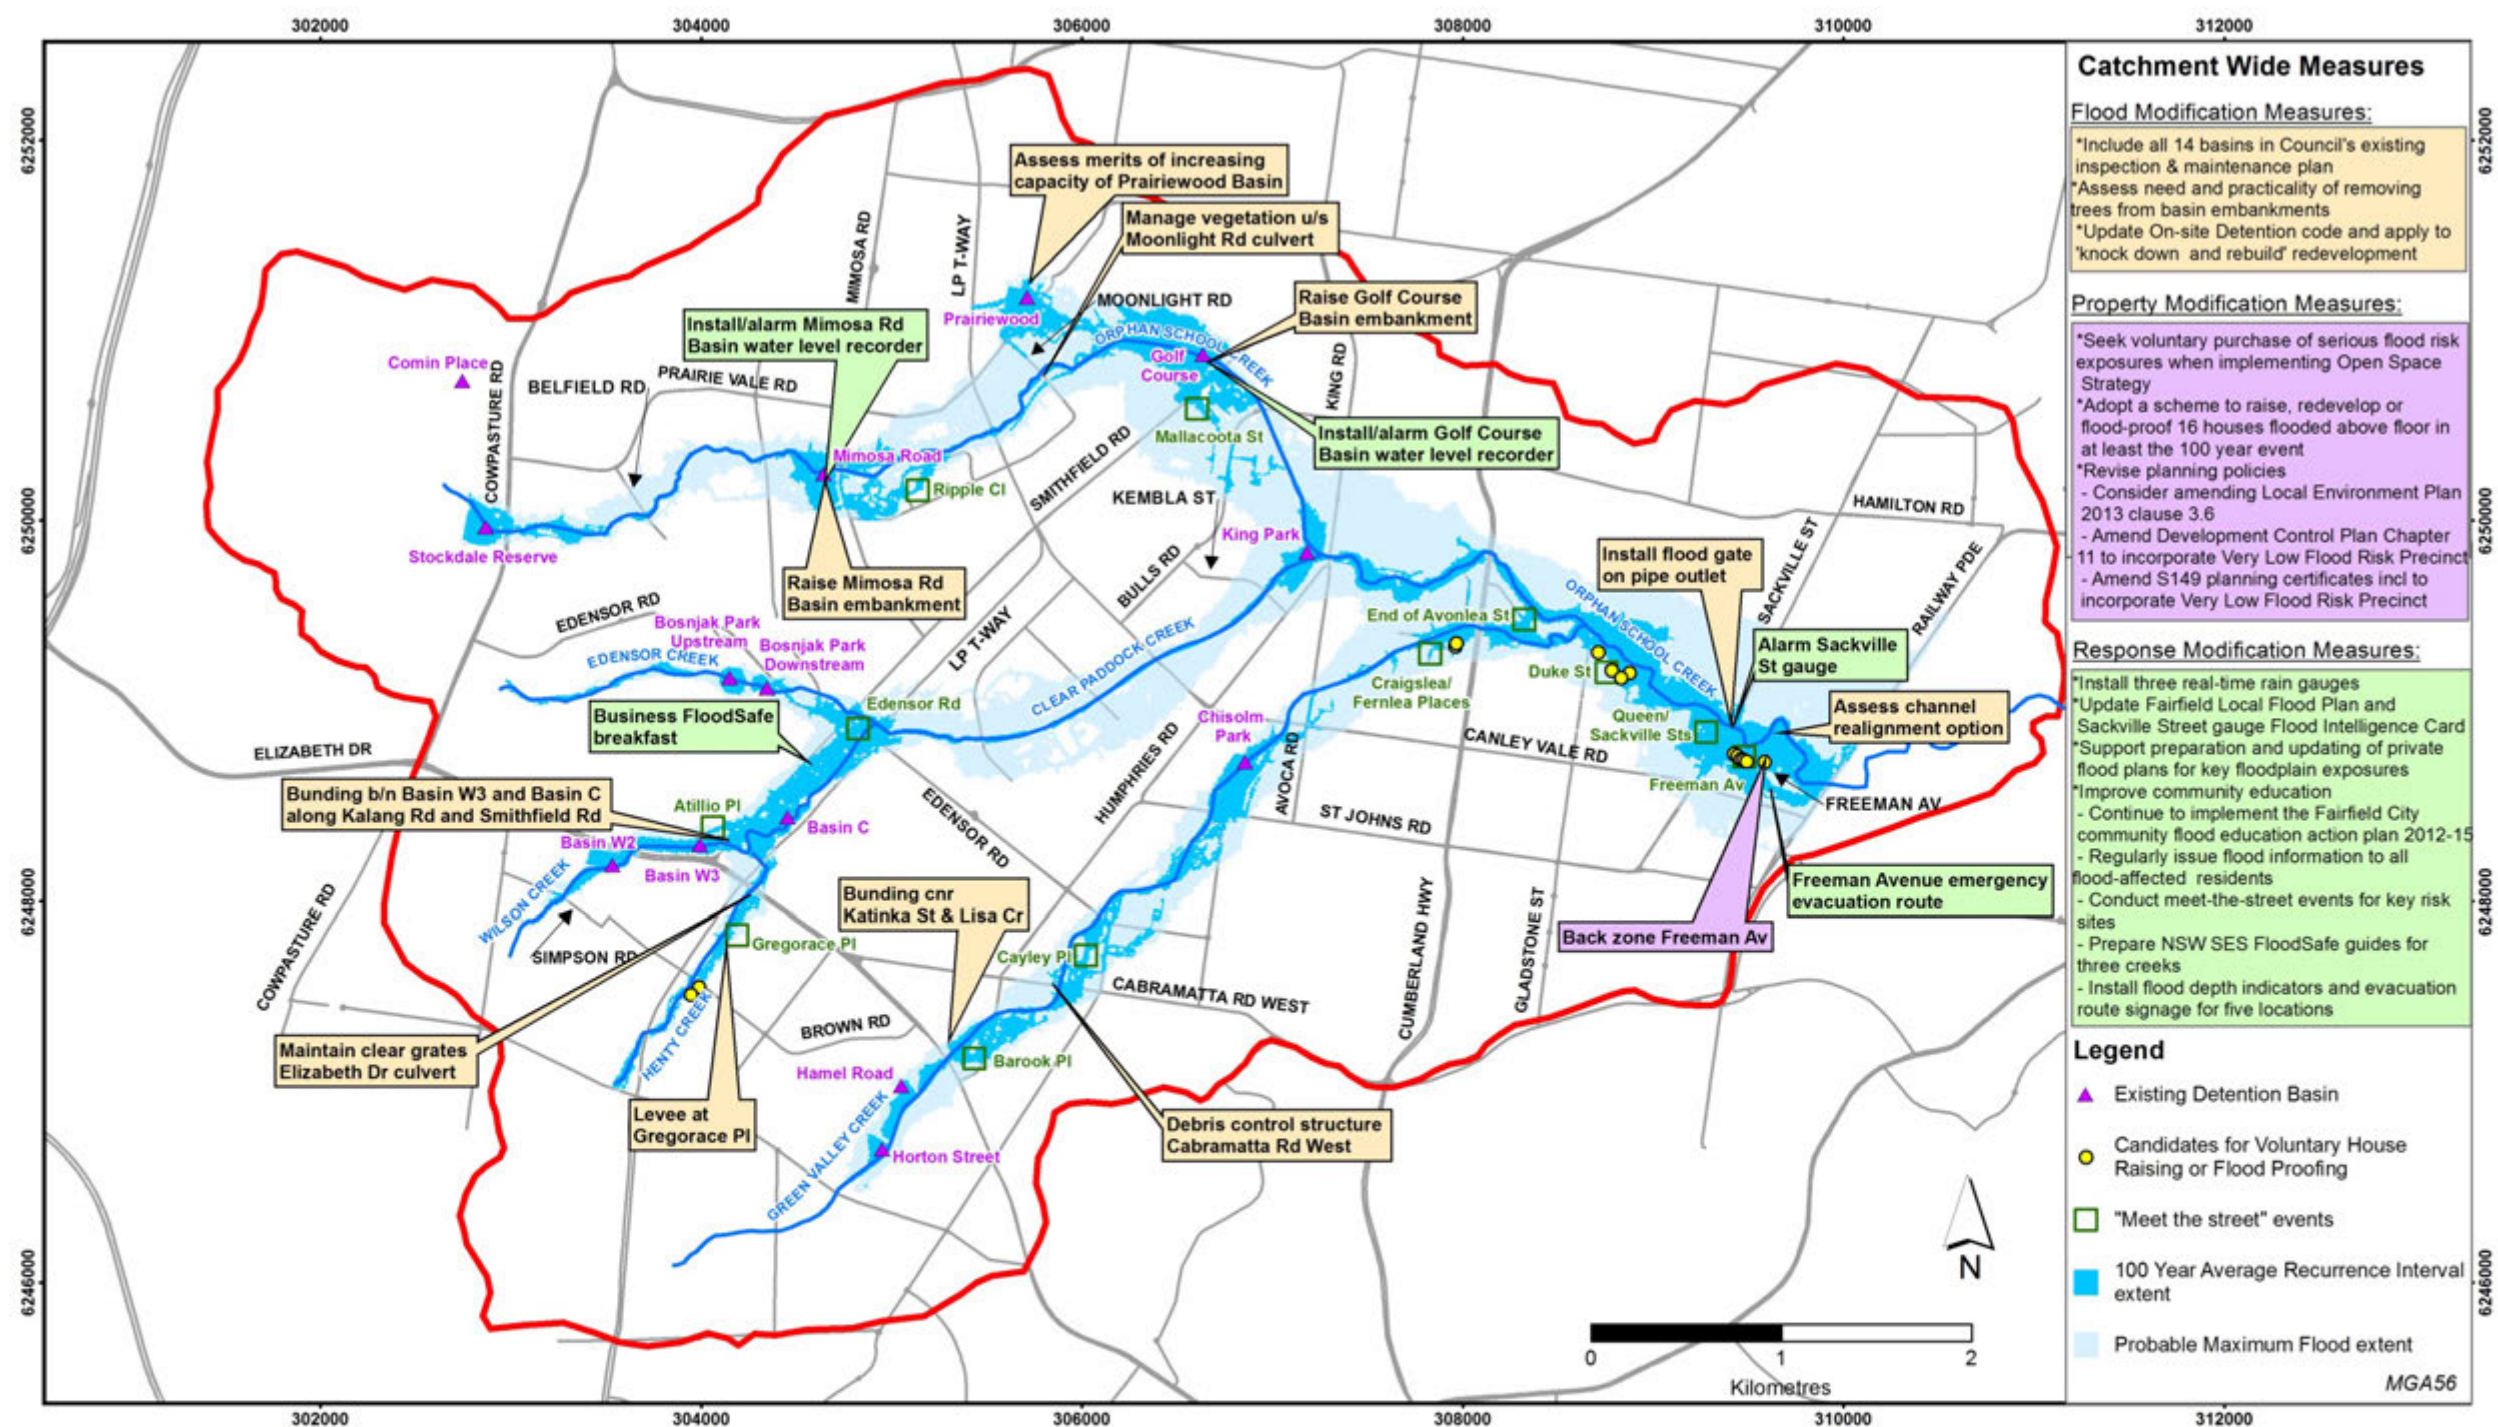 302000
304000
306000
308000
310000
312000
6252000
6250000
6248000
6246000
Assess merits of increasing
capacity of Prairiewood Basin
Manage vegetation u/s
Moonlight Rd culvert
MIMOSA RD
LP T-WAY
MOONLIGHT RD
Prairiewood
ORPHAN SCHOOL CREEK
Raise Golf Course
Basin embankment
Install/alarm Mimosa Rd
Basin water level recorder
Golf
Course
KING RD
Comin Place
COWPASTURE RD
BELFIELD RD
PRAIRIE VALE RD
Mallacoota St
Install/alarm Golf Course
Basin water level recorder
Mimosa Road
Ripple Cl
SMITHFIELD RD
KEMBLA ST
HAMILTON RD
Stockdale Reserve
King Park
Install flood gate
on pipe outlet
SACKVILLE ST
RAILWAY PDE
Raise Mimosa Rd
Basin embankment
BULLS RD
EDENSOR RD
Bosnjak Park
Upstream
Bosnjak Park
Downstream
EDENSOR CREEK
LP T-WAY
CLEAR PADDOCK CREEK
End of Avonlea St
ORPHAN SCHOOL CREEK
Alarm Sackville
St gauge
Duke St
Craigslea/
Fernlea Places
Business FloodSafe
breakfast
Edensor Rd
Chisolm
Park
Queen/
Sackville Sts
Assess channel
realignment option
ELIZABETH DR
HUMPHRIES RD
AVOCA RD
CANLEY VALE RD
Freeman Av
FREEMAN AV
Bunding b/n Basin W3 and Basin C
along Kalang Rd and Smithfield Rd
Atillio Pl
Basin C
EDENSOR RD
ST JOHNS RD
Basin W2
Basin W3
WILSON CREEK
Bunding cnr
Katinka St & Lisa Cr
Freeman Avenue emergency
evacuation route
COWPASTURE RD
SIMPSON RD
Gregorace Pl
Cayley Pl
CUMBERLAND HWY
GLADSTONE ST
Back zone Freeman Av
CABRAMATTA RD WEST
HENTY CREEK
BROWN RD
Maintain clear grates
Elizabeth Dr culvert
Hamel Road
Barook Pl
Levee at
Gregorace Pl
GREEN VALLEY CREEK
Horton Street
Debris control structure
Cabramatta Rd West
N
0
1
2
Kilometres
302000
304000
306000
308000
310000
312000
Catchment Wide Measures
Flood Modification Measures:
*Include all 14 basins in Council's existing
inspection & maintenance plan
*Assess need and practicality of removing
trees from basin embankments
*Update On-site Detention code and apply to
'knock down and rebuild' redevelopment
Property Modification Measures:
*Seek voluntary purchase of serious flood risk
exposures when implementing Open Space
Strategy
*Adopt a scheme to raise, redevelop or
flood-proof 16 houses flooded above floor in
at least the 100 year event
*Revise planning policies
- Consider amending Local Environment Plan
2013 clause 3.6
- Amend Development Control Plan Chapter
11 to incorporate Very Low Flood Risk Precinct
- Amend S149 planning certificates incl to
incorporate Very Low Flood Risk Precinct
Response Modification Measures:
*Install three real-time rain gauges
*Update Fairfield Local Flood Plan and
Sackville Street gauge Flood Intelligence Card
*Support preparation and updating of private
flood plans for key floodplain exposures
*Improve community education
- Continue to implement the Fairfield City
community flood education action plan 2012-15
- Regularly issue flood information to all
flood-affected residents
- Conduct meet-the-street events for key risk
sites
- Prepare NSW SES FloodSafe guides for
three creeks
- Install flood depth indicators and evacuation
route signage for five locations
Legend
Existing Detention Basin
Candidates for Voluntary House
Raising or Flood Proofing
"Meet the street" events
100 Year Average Recurrence Interval
extent
Probable Maximum Flood extent
MGA56
6252000
6250000
6248000
6246000